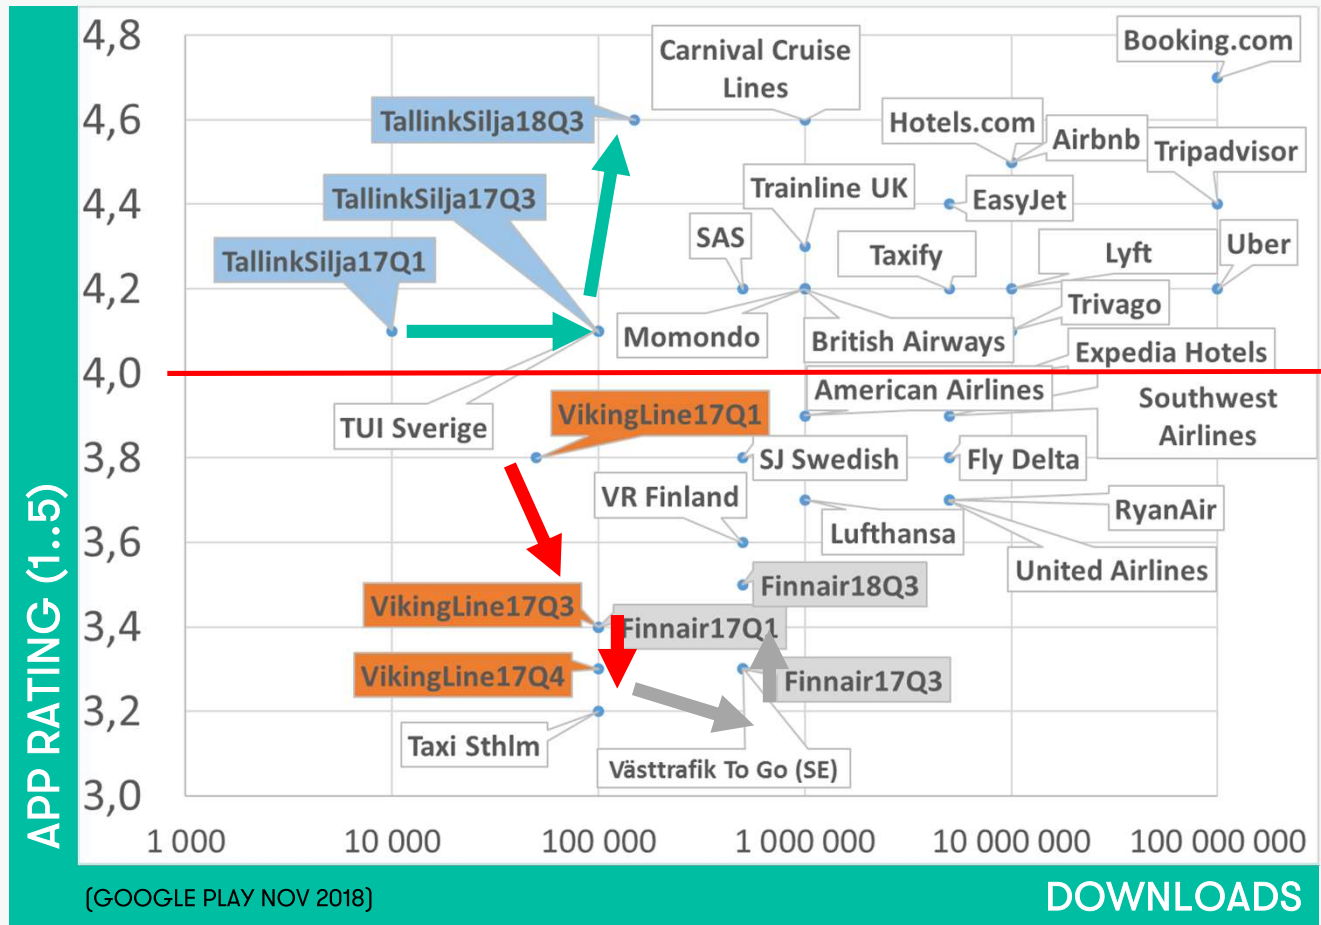 4,8
4,6
4,4
4,2
4,0
3,8
3,6
3,4
3,2
3,0
APP RATING (1..5)
Booking.com
Carnival Cruise
Lines
TallinkSilja18Q3
Hotels.com
Airbnb
Tripadvisor
TallinkSilja17Q3
Trainline UK
EasyJet
SAS
Taxify
Lyft
Uber
TallinkSilja17Q1
Trivago
Momondo
British Airways
Expedia Hotels
American Airlines
Southwest
Airlines
TUI Sverige
VikingLine17Q1
SJ Swedish
Fly Delta
VR Finland
RyanAir
Lufthansa
United Airlines
Finnair18Q3
VikingLine17Q3
Finnair17Q1
VikingLine17Q4
Finnair17Q3
Taxi Sthlm
Västtrafik To Go (SE)
1 000
10 000
100 000
1 000 000
10 000 000
100 000 000
(GOOGLE PLAY NOV 2018)
DOWNLOADS